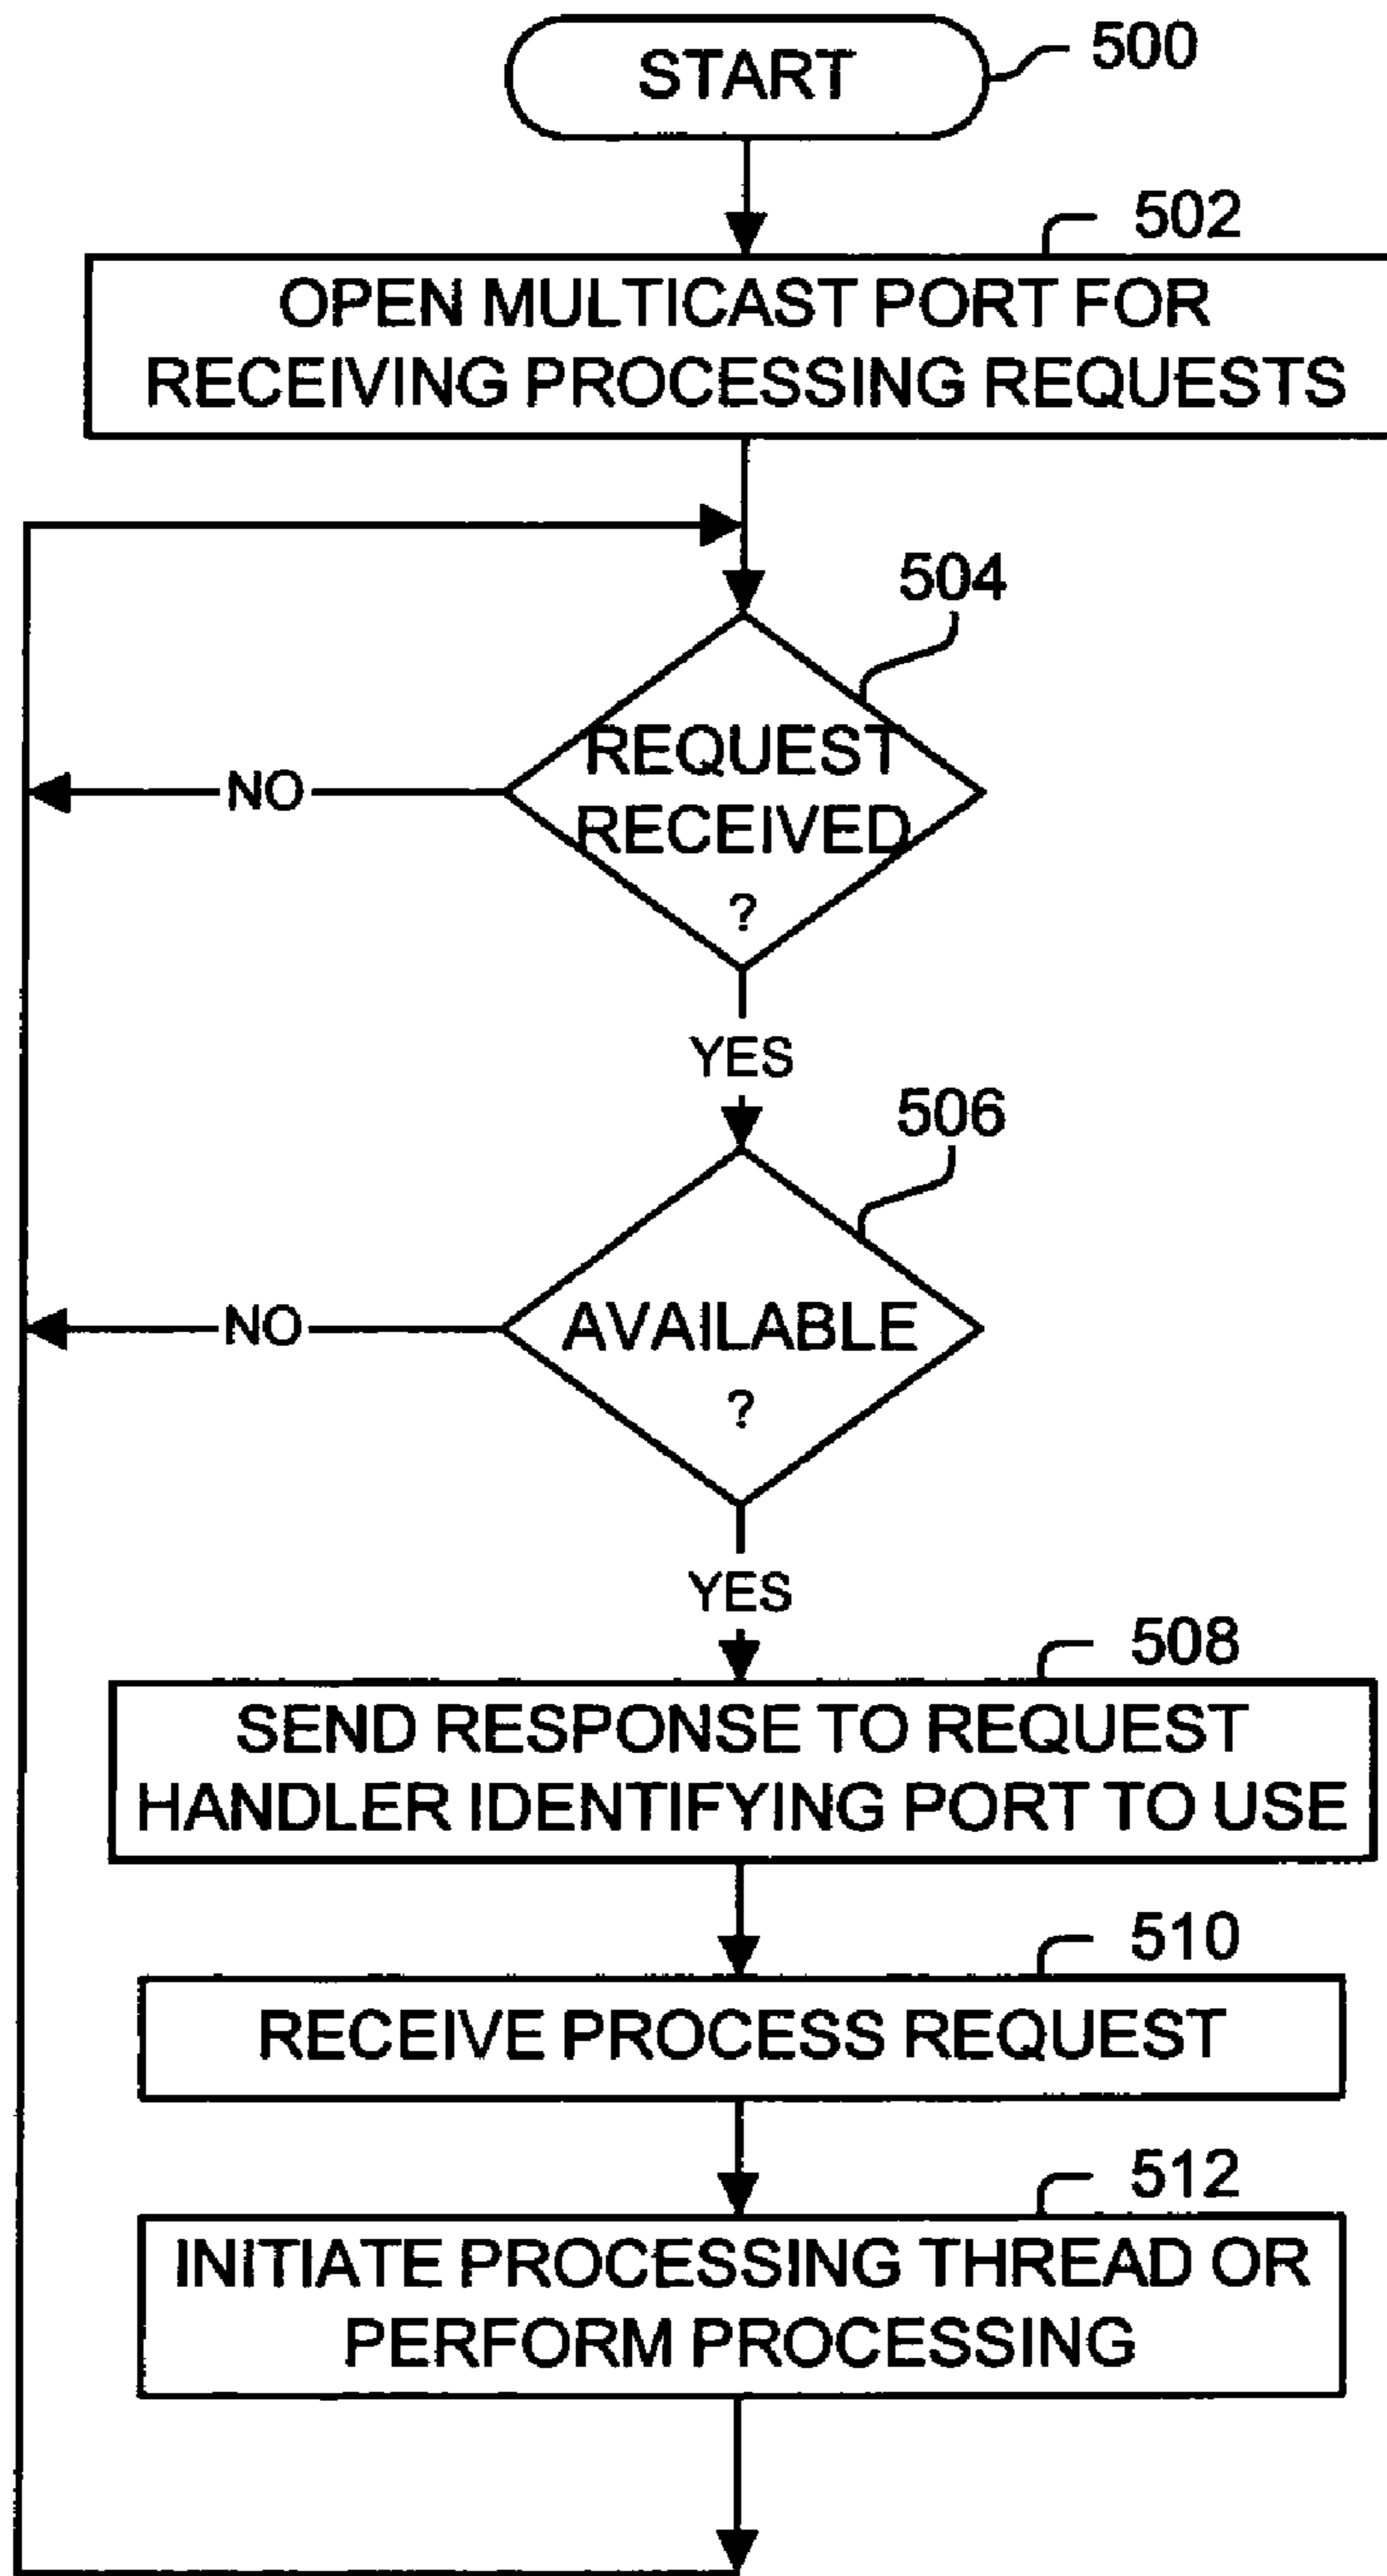 START
500
502
OPEN MULTICAST PORT FOR
RECEIVING PROCESSING REQUESTS
504
REQUEST
RECEIVED
?
NO
YES
506
AVAILABLE
?
NO
YES
508
SEND RESPONSE TO REQUEST
HANDLER IDENTIFYING PORT TO USE
510
RECEIVE PROCESS REQUEST
512
INITIATE PROCESSING THREAD OR
PERFORM PROCESSING